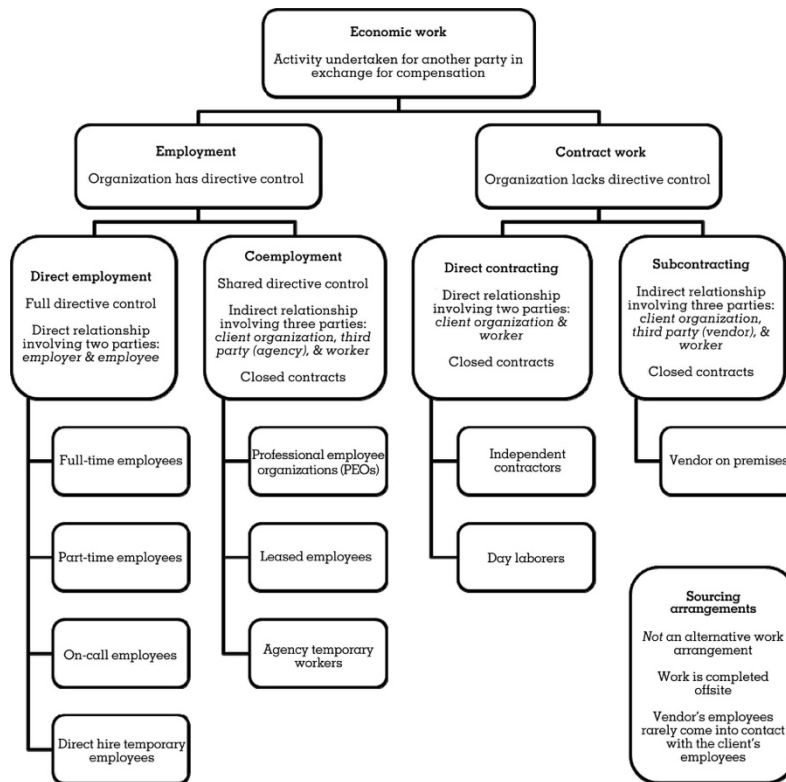 Economic work
Activity undertaken for another party in
exchange for compensation
Employment
Organization has directive control
Contract work
Organization lacks directive control
Direct employment
Full directive control
Direct relationship
involving two parties:
employer & employee
Coemployment
Shared directive control
Indirect relationship
involving three parties:
client organization, third
party (agency), & worker
Closed contracts
Direct contracting
Direct relationship
involving two parties:
client organization &
worker
Closed contracts
Subcontracting
Indirect relationship
involving three parties:
client organization,
third party (vendor), &
worker
Closed contracts
Full-time employees
Part-time employees
On-call employees
Direct hire temporary
employees
Professional employee
organizations (PEOs)
Leased employees
Agency temporary
workers
Independent
contractors
Day laborers
Vendor on premises
Sourcing
arrangements
Not an alternative work
arrangement
Work is completed
offsite
Vendor's employees
rarely come into contact
with the client's
employees